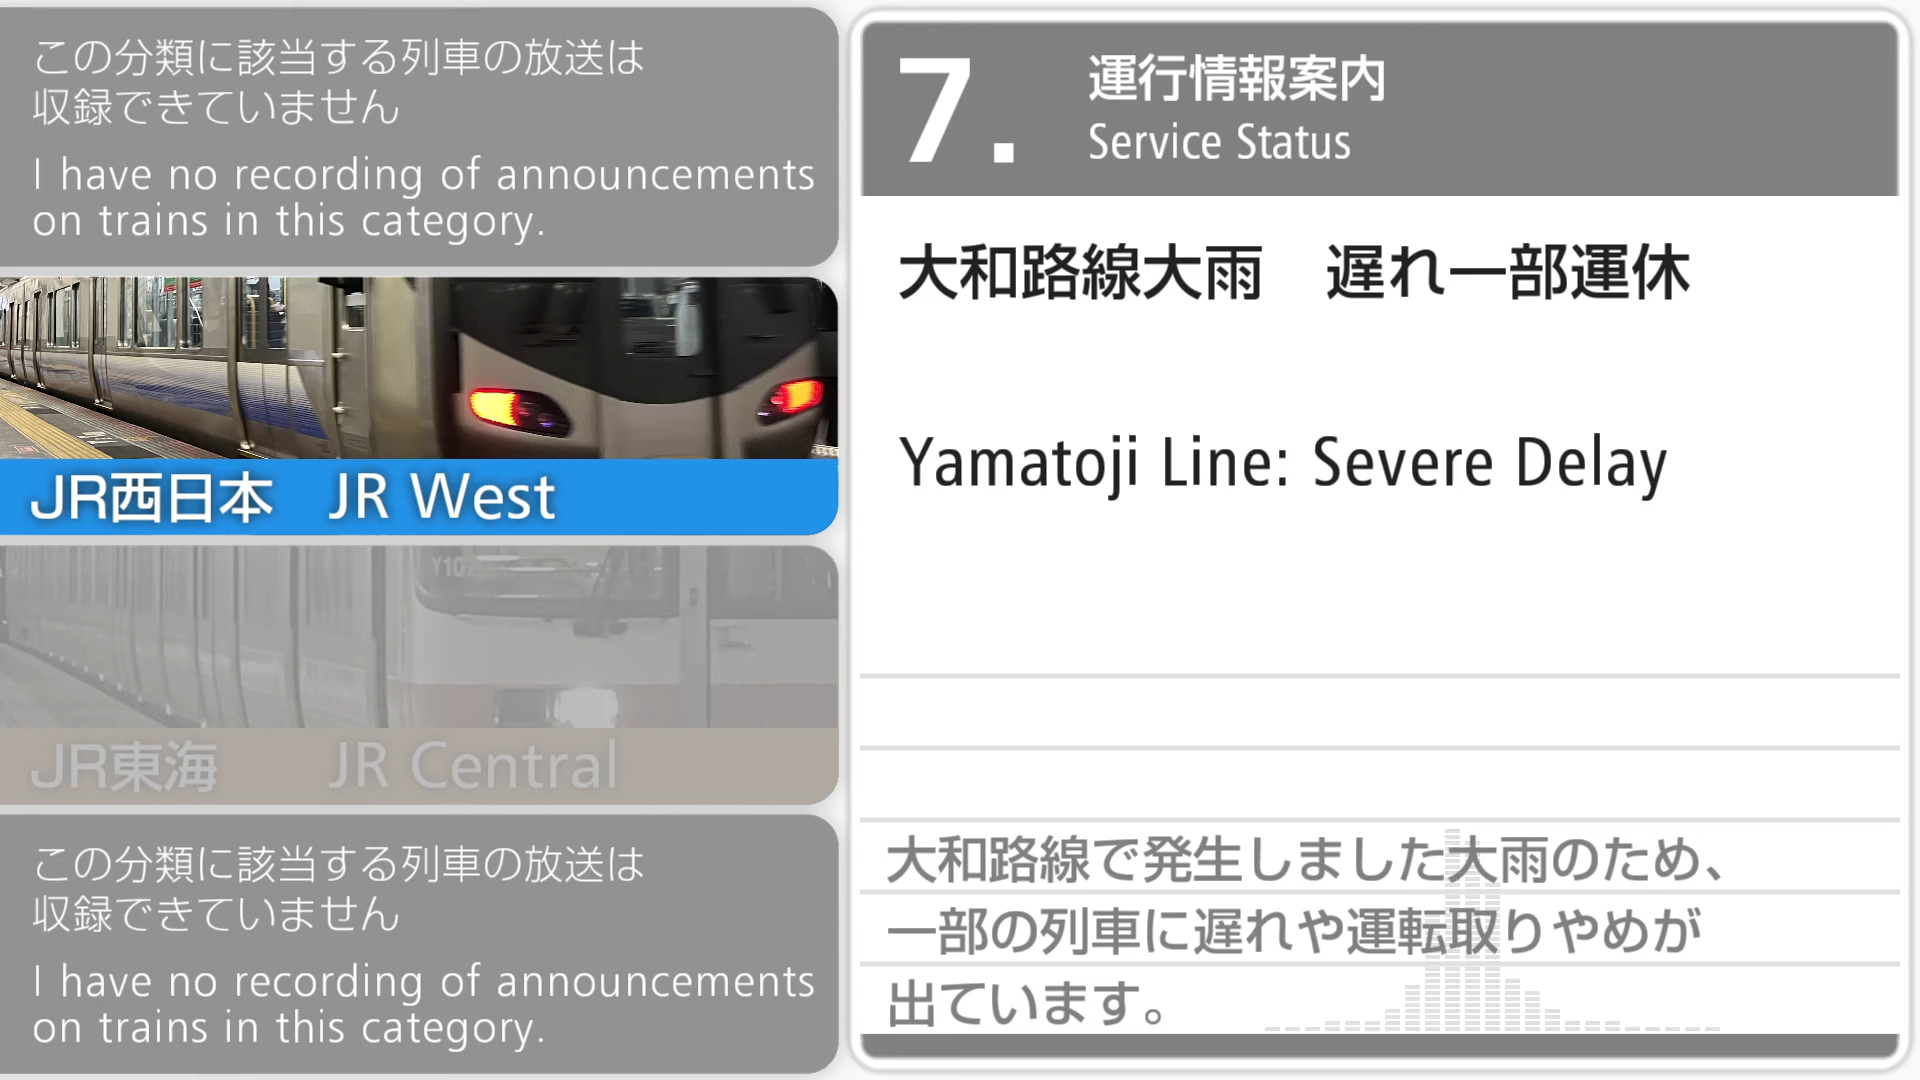 この分類に該当する列車の放送は
収録できていません
I have no recording of announcements
on trains in this category.
JR西日本　JR West
Y10
JR東海　JR Central
この分類に該当する列車の放送は
収録できていません
I have no recording of announcements
on trains in this category.
7.
運行情報案内
Service Status
大和路線大雨　遅れ一部運休
Yamatoji Line: Severe Delay
大和路線で発生しました大雨のため、
一部の列車に遅れや運転取りやめが
出ています。